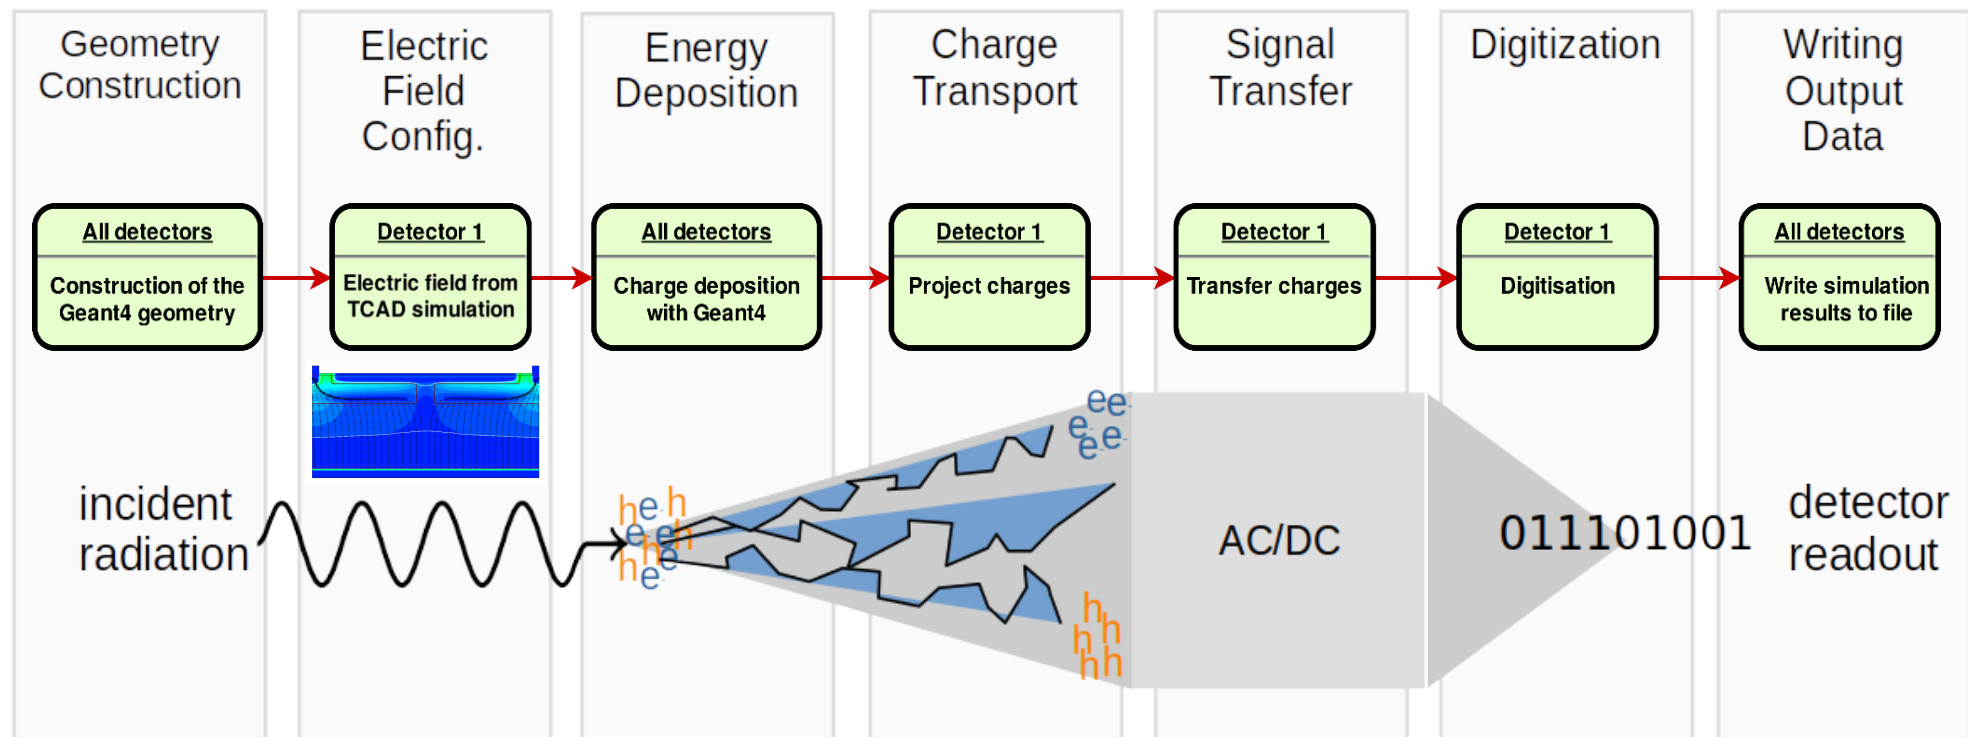 Geometry
Construction
Electric
Field
Config.
Energy
Deposition
Charge
Transport
Signal
Transfer
Digitization
Writing
Output
Data
All detectors
Construction of the
Geant4 geometry
Detector 1
Electric field from
TCAD simulation
All detectors
Charge deposition
with Geant4
Detector 1
Project charges
Detector 1
Transfer charges
Detector 1
Digitisation
All detectors
Write simulation
results to file
incident
radiation
h e- h
e- e- h
h e-
h e-
e- e-
e- e-
e-
h
h h
h h
AC/DC
011101001
detector
readout